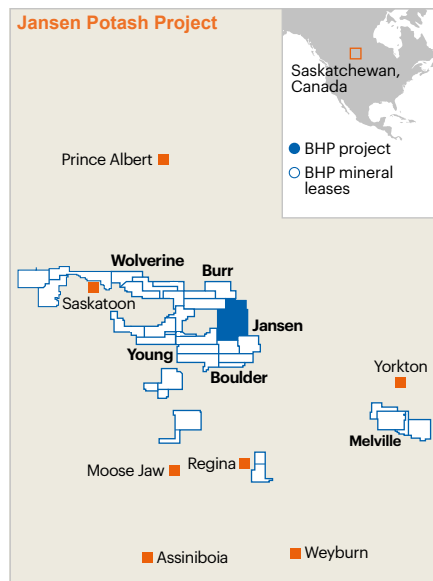 Jansen Potash Project
Saskatchewan,
Canada
BHP project
BHP mineral
leases
Prince Albert
Wolverine
Burr
Saskatoon
Jansen
Young
Boulder
Yorkton
Melville
Regina
Moose Jaw
Assiniboia
Weyburn